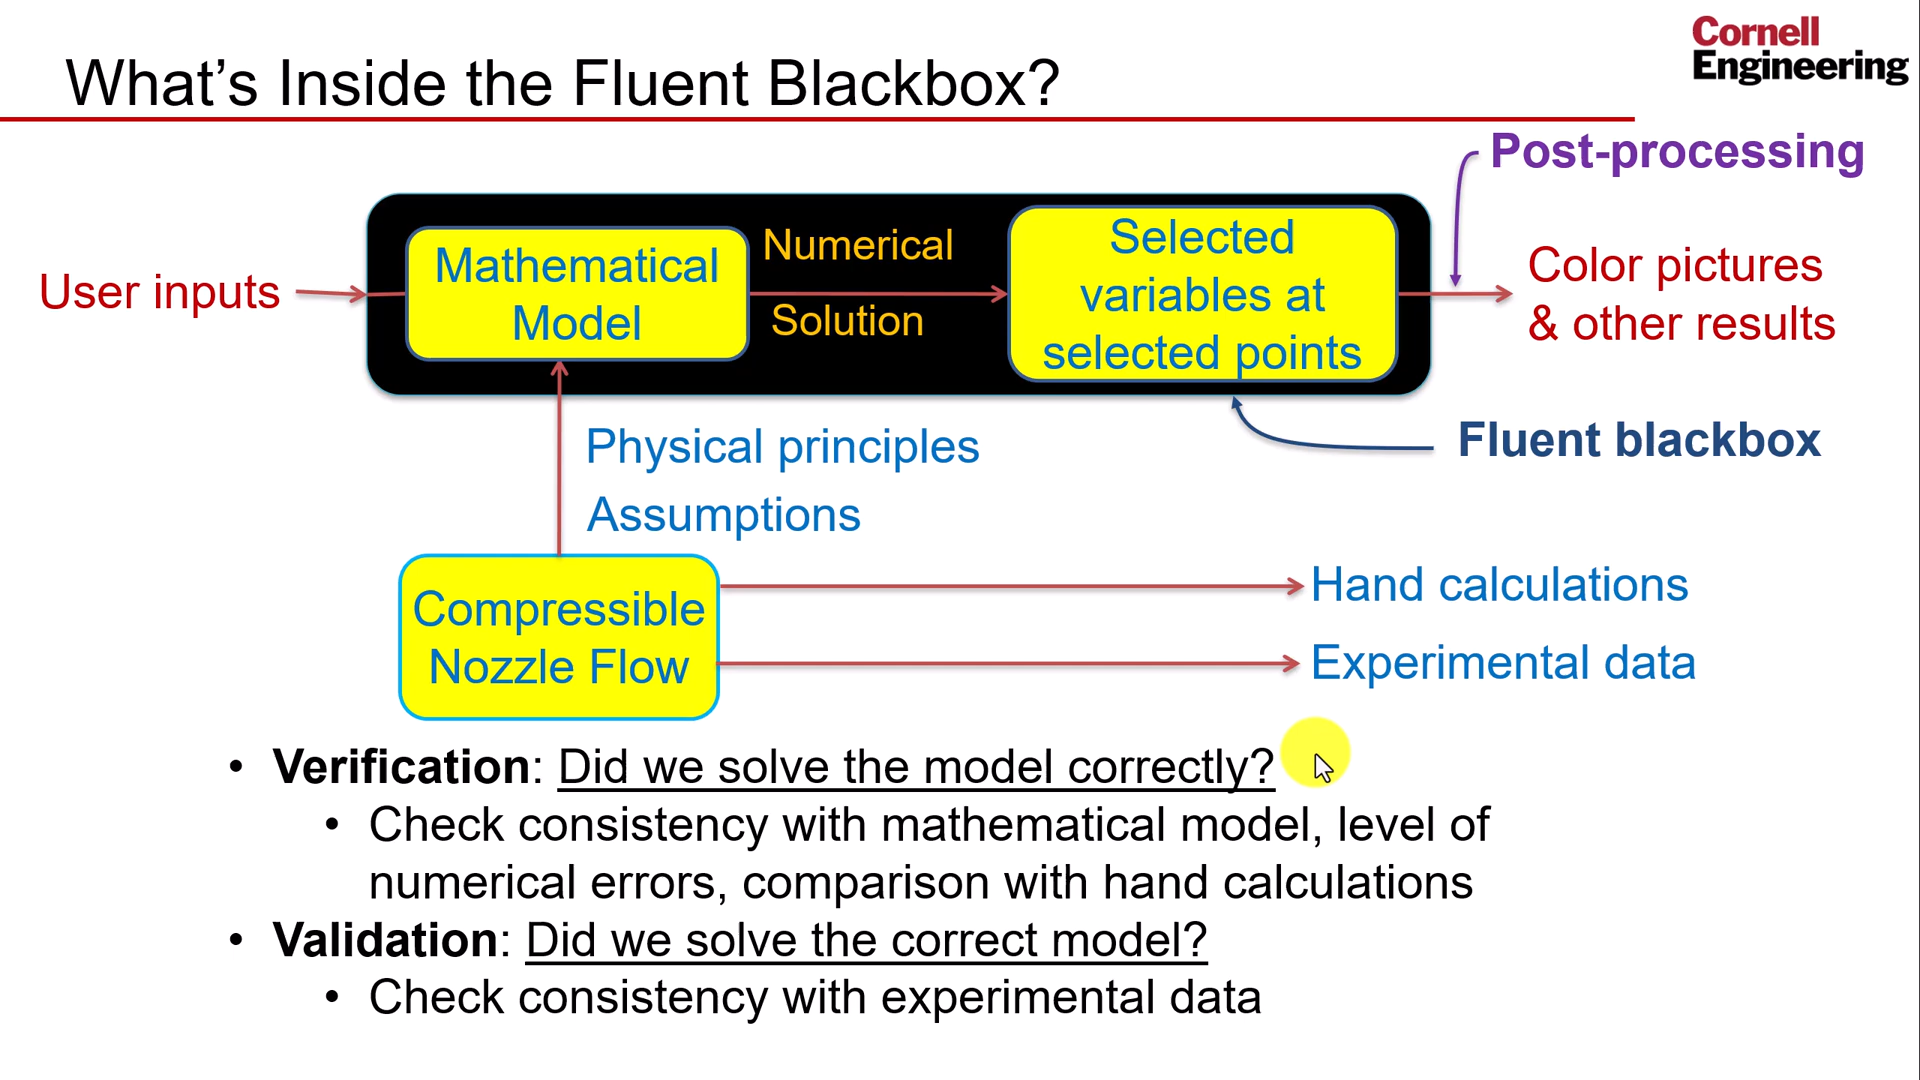 What's Inside the Fluent Blackbox?
Cornell
Engineering
Post-processing
User inputs
Mathematical
Model
Numerical
Solution
Selected
variables at
selected points
Color pictures
& other results
Physical principles
Assumptions
Fluent blackbox
Compressible
Nozzle Flow
Hand calculations
Experimental data
• Verification: Did we solve the model correctly?
• Check consistency with mathematical model, level of
numerical errors, comparison with hand calculations
• Validation: Did we solve the correct model?
• Check consistency with experimental data